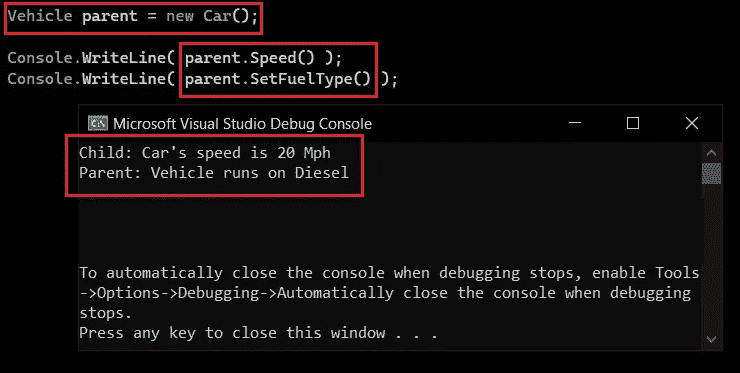 Vehicle parent = new Car();
Console.WriteLine( parent.Speed() );
Console.WriteLine( parent.SetFuelType() );
Microsoft Visual Studio Debug Console
Child: Car's speed is 20 Mph
Parent: Vehicle runs on Diesel
To automatically close the console when debugging stops, enable Tools
->Options->Debugging->Automatically close the console when debugging
stops.
Press any key to close this window . . .